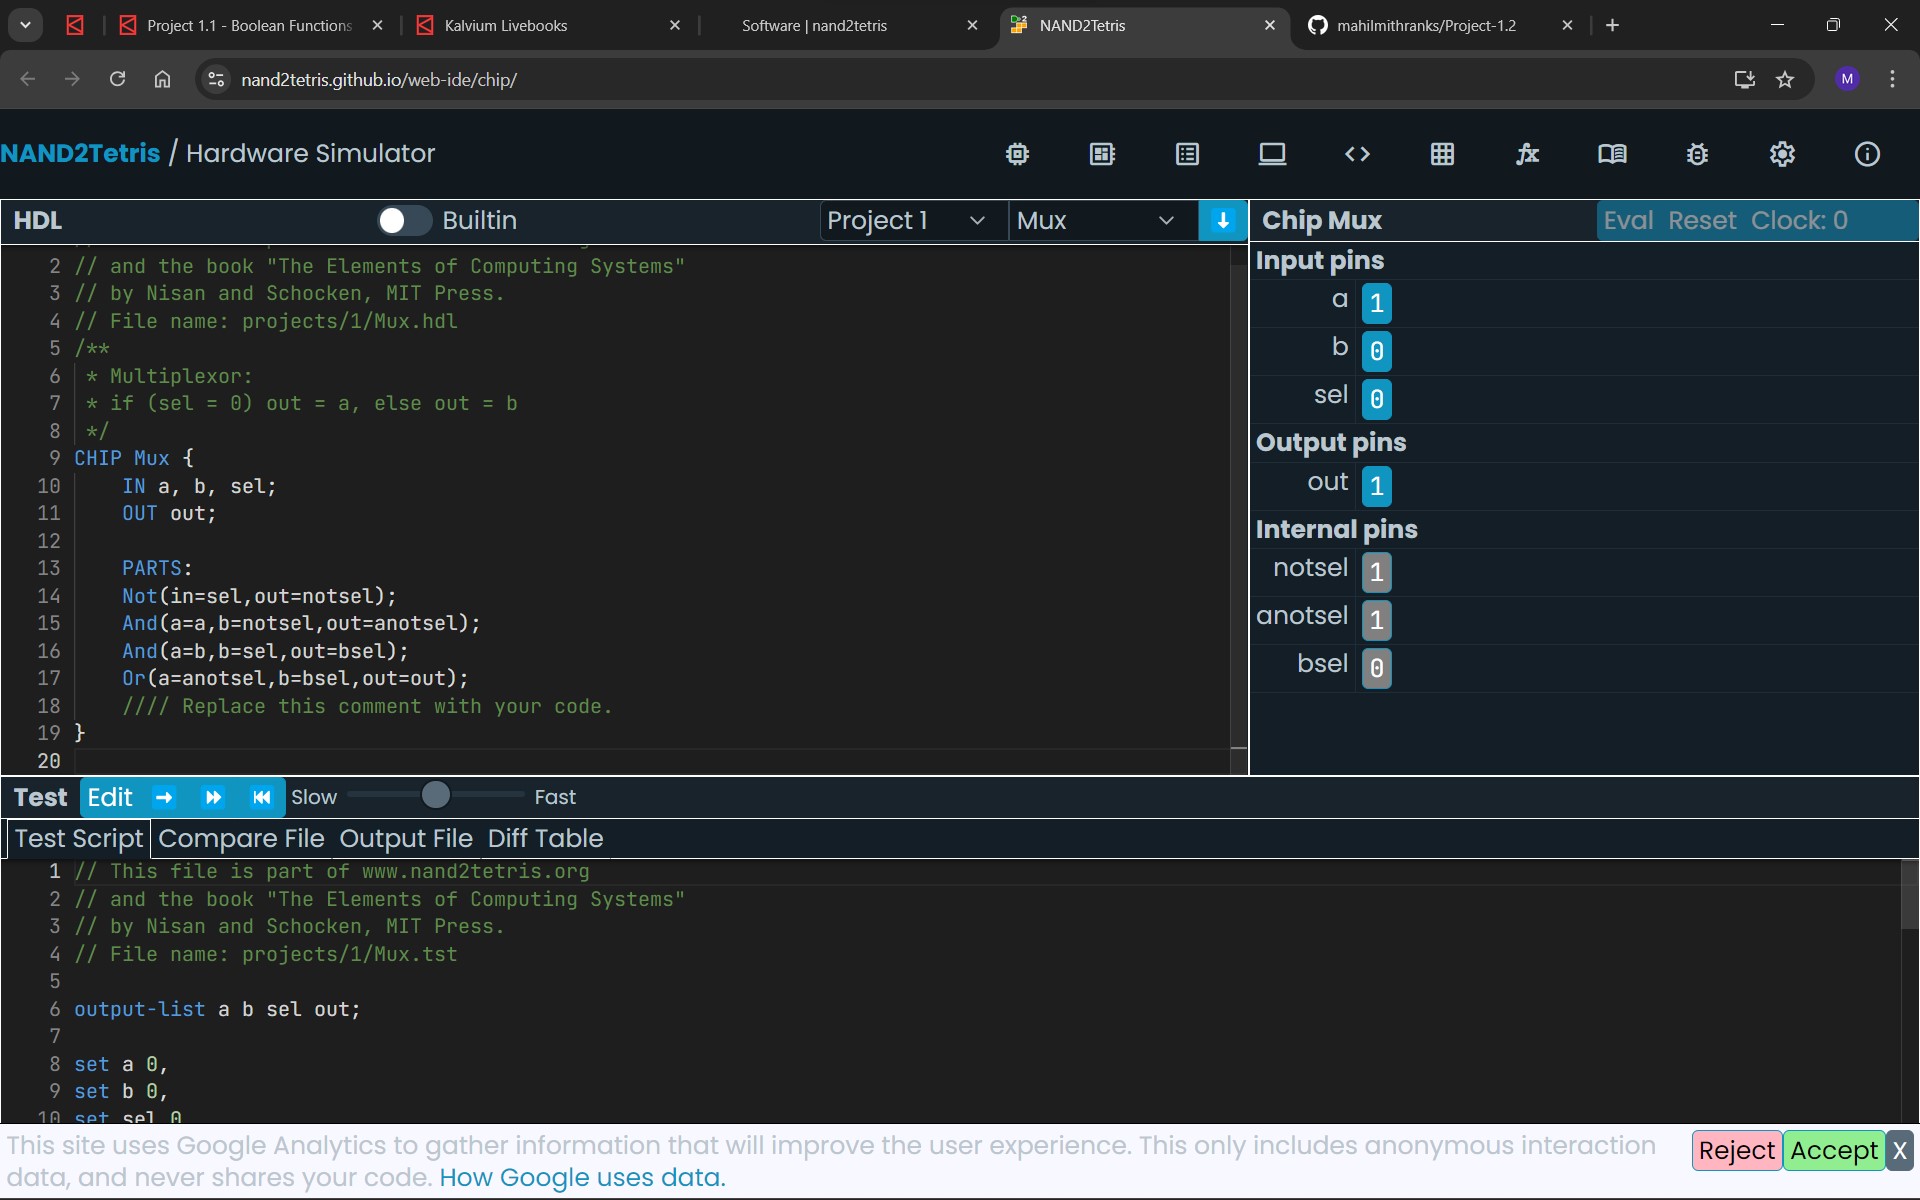 Project 1.1 - Boolean Functions
Kalvium Livebooks
Software | nand2tetris
NAND2Tetris
mahilmithranks/Project-1.2
nand2tetris.github.io/web-ide/chip/
M
NAND2Tetris / Hardware Simulator
HDL
Builtin
Project 1
Mux
Chip Mux
Eval Reset Clock: 0
2 // and the book "The Elements of Computing Systems"
3 // by Nisan and Schocken, MIT Press.
4 // File name: projects/1/Mux.hdl
5 /**
6 * Multiplexor:
7 * if (sel = 0) out = a, else out = b
8 */
9 CHIP Mux {
10 IN a, b, sel;
11 OUT out;
12
13 PARTS:
14 Not(in=sel,out=notsel);
15 And(a=a,b=notsel,out=anotsel);
16 And(a=b,b=sel,out=bsel);
17 Or(a=anotsel,b=bsel,out=out);
18 //// Replace this comment with your code.
19 }
20
Input pins
a 1
b 0
sel 0
Output pins
out 1
Internal pins
notsel 1
anotsel 1
bsel 0
Test Edit Slow Fast
Test Script Compare File Output File Diff Table
1 // This file is part of www.nand2tetris.org
2 // and the book "The Elements of Computing Systems"
3 // by Nisan and Schocken, MIT Press.
4 // File name: projects/1/Mux.tst
5
6 output-list a b sel out;
7
8 set a 0,
9 set b 0,
10 set sel 0
This site uses Google Analytics to gather information that will improve the user experience. This only includes anonymous interaction
data, and never shares your code. How Google uses data.
Reject Accept X